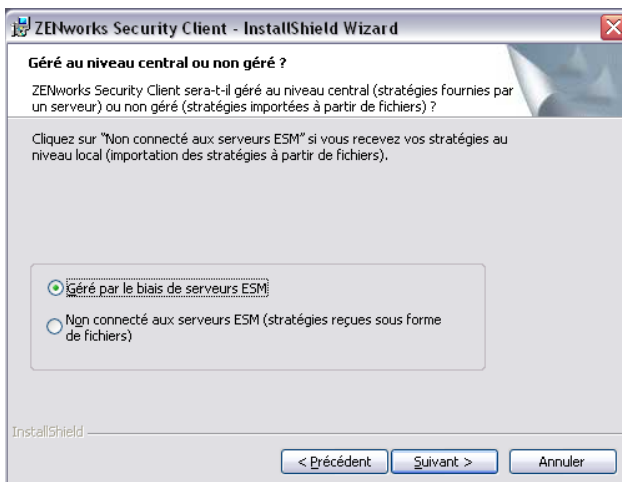 ZENworks Security Client - InstallShield Wizard
Géré au niveau central ou non géré ?
ZENworks Security Client sera-t-il géré au niveau central (stratégies fournies par
un serveur) ou non géré (stratégies importées à partir de fichiers) ?
Cliquez sur "Non connecté aux serveurs ESM" si vous recevez vos stratégies au
niveau local (importation des stratégies à partir de fichiers).
Géré par le biais de serveurs ESM
Non connecté aux serveurs ESM (stratégies reçues sous forme
de fichiers)
InstallShield
< Précédent
Suivant >
Annuler